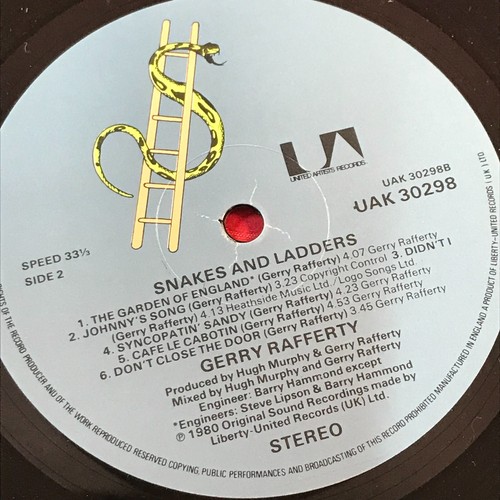 UNITED ARTISTS RECORDS
UAK 30298B
UAK 30298
SPEED 33⅓
SIDE 2
SNAKES AND LADDERS
1. THE GARDEN OF ENGLAND* (Gerry Rafferty) 4.07 Gerry Rafferty
2. JOHNNY'S SONG (Gerry Rafferty) 3.23 Copyright Control 3. DIDN'T I
(Gerry Rafferty) 4.13 Heathside Music Ltd./Logo Songs Ltd.
4. SYNCOPATIN' SANDY (Gerry Rafferty) 4.23 Gerry Rafferty
5. CAFE LE CABOTIN (Gerry Rafferty) 4.53 Gerry Rafferty
6. DON'T CLOSE THE DOOR (Gerry Rafferty) 3.45 Gerry Rafferty
GERRY RAFFERTY
Produced by Hugh Murphy & Gerry Rafferty
Mixed by Hugh Murphy and Gerry Rafferty
Engineer: Barry Hammond except
*Engineers: Steve Lipson & Barry Hammond
℗ 1980 Original Sound Recordings made by
Liberty-United Records (UK) Ltd.
STEREO
RIGHTS OF THE RECORD PRODUCER AND OF THE WORK REPRODUCED RESERVED COPYING, PUBLIC PERFORMANCES AND BROADCASTING OF THIS RECORD PROHIBITED MANUFACTURED IN ENGLAND A PRODUCT OF LIBERTY-UNITED RECORDS (UK) LTD